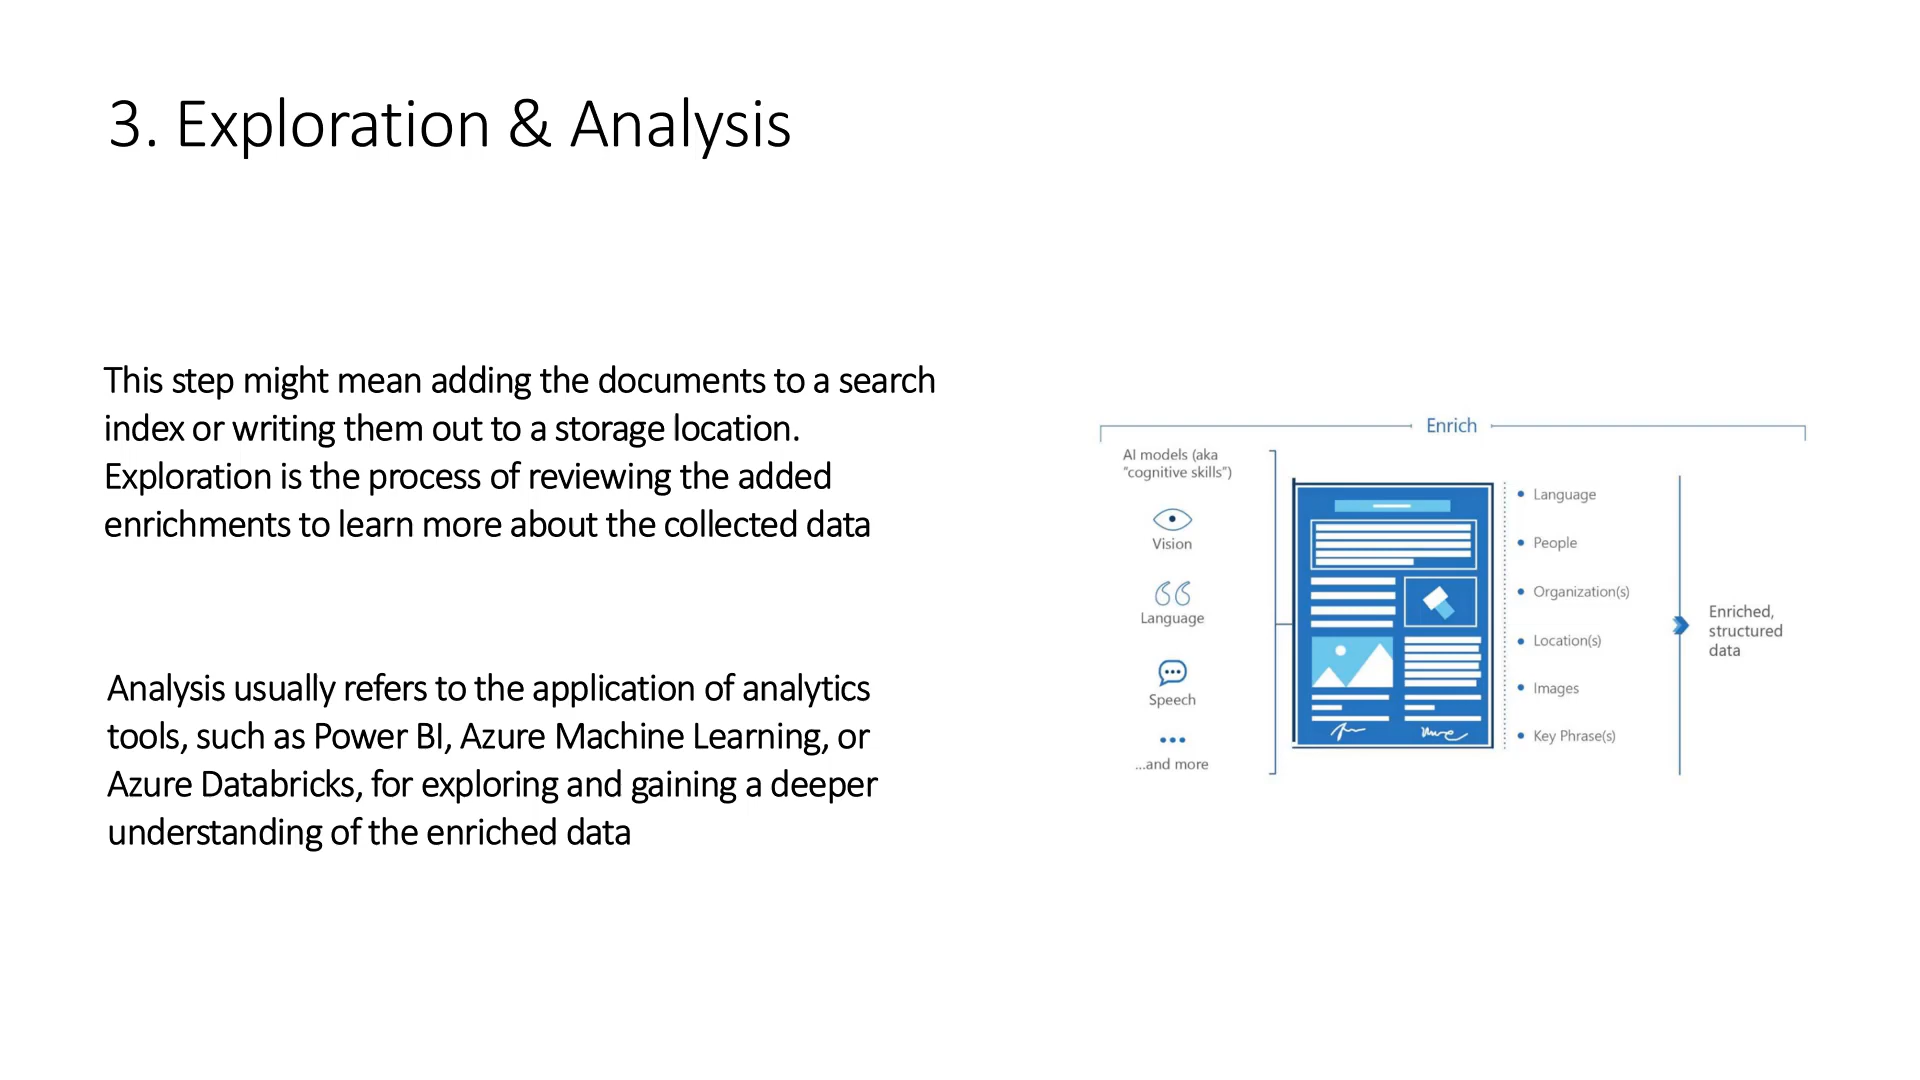 3. Exploration & Analysis
This step might mean adding the documents to a search
index or writing them out to a storage location.
Exploration is the process of reviewing the added
enrichments to learn more about the collected data
Analysis usually refers to the application of analytics
tools, such as Power BI, Azure Machine Learning, or
Azure Databricks, for exploring and gaining a deeper
understanding of the enriched data
Enrich
AI models (aka
"cognitive skills")
Vision
Language
Speech
...and more
Language
People
Organization(s)
Location(s)
Images
Key Phrase(s)
Enriched,
structured
data